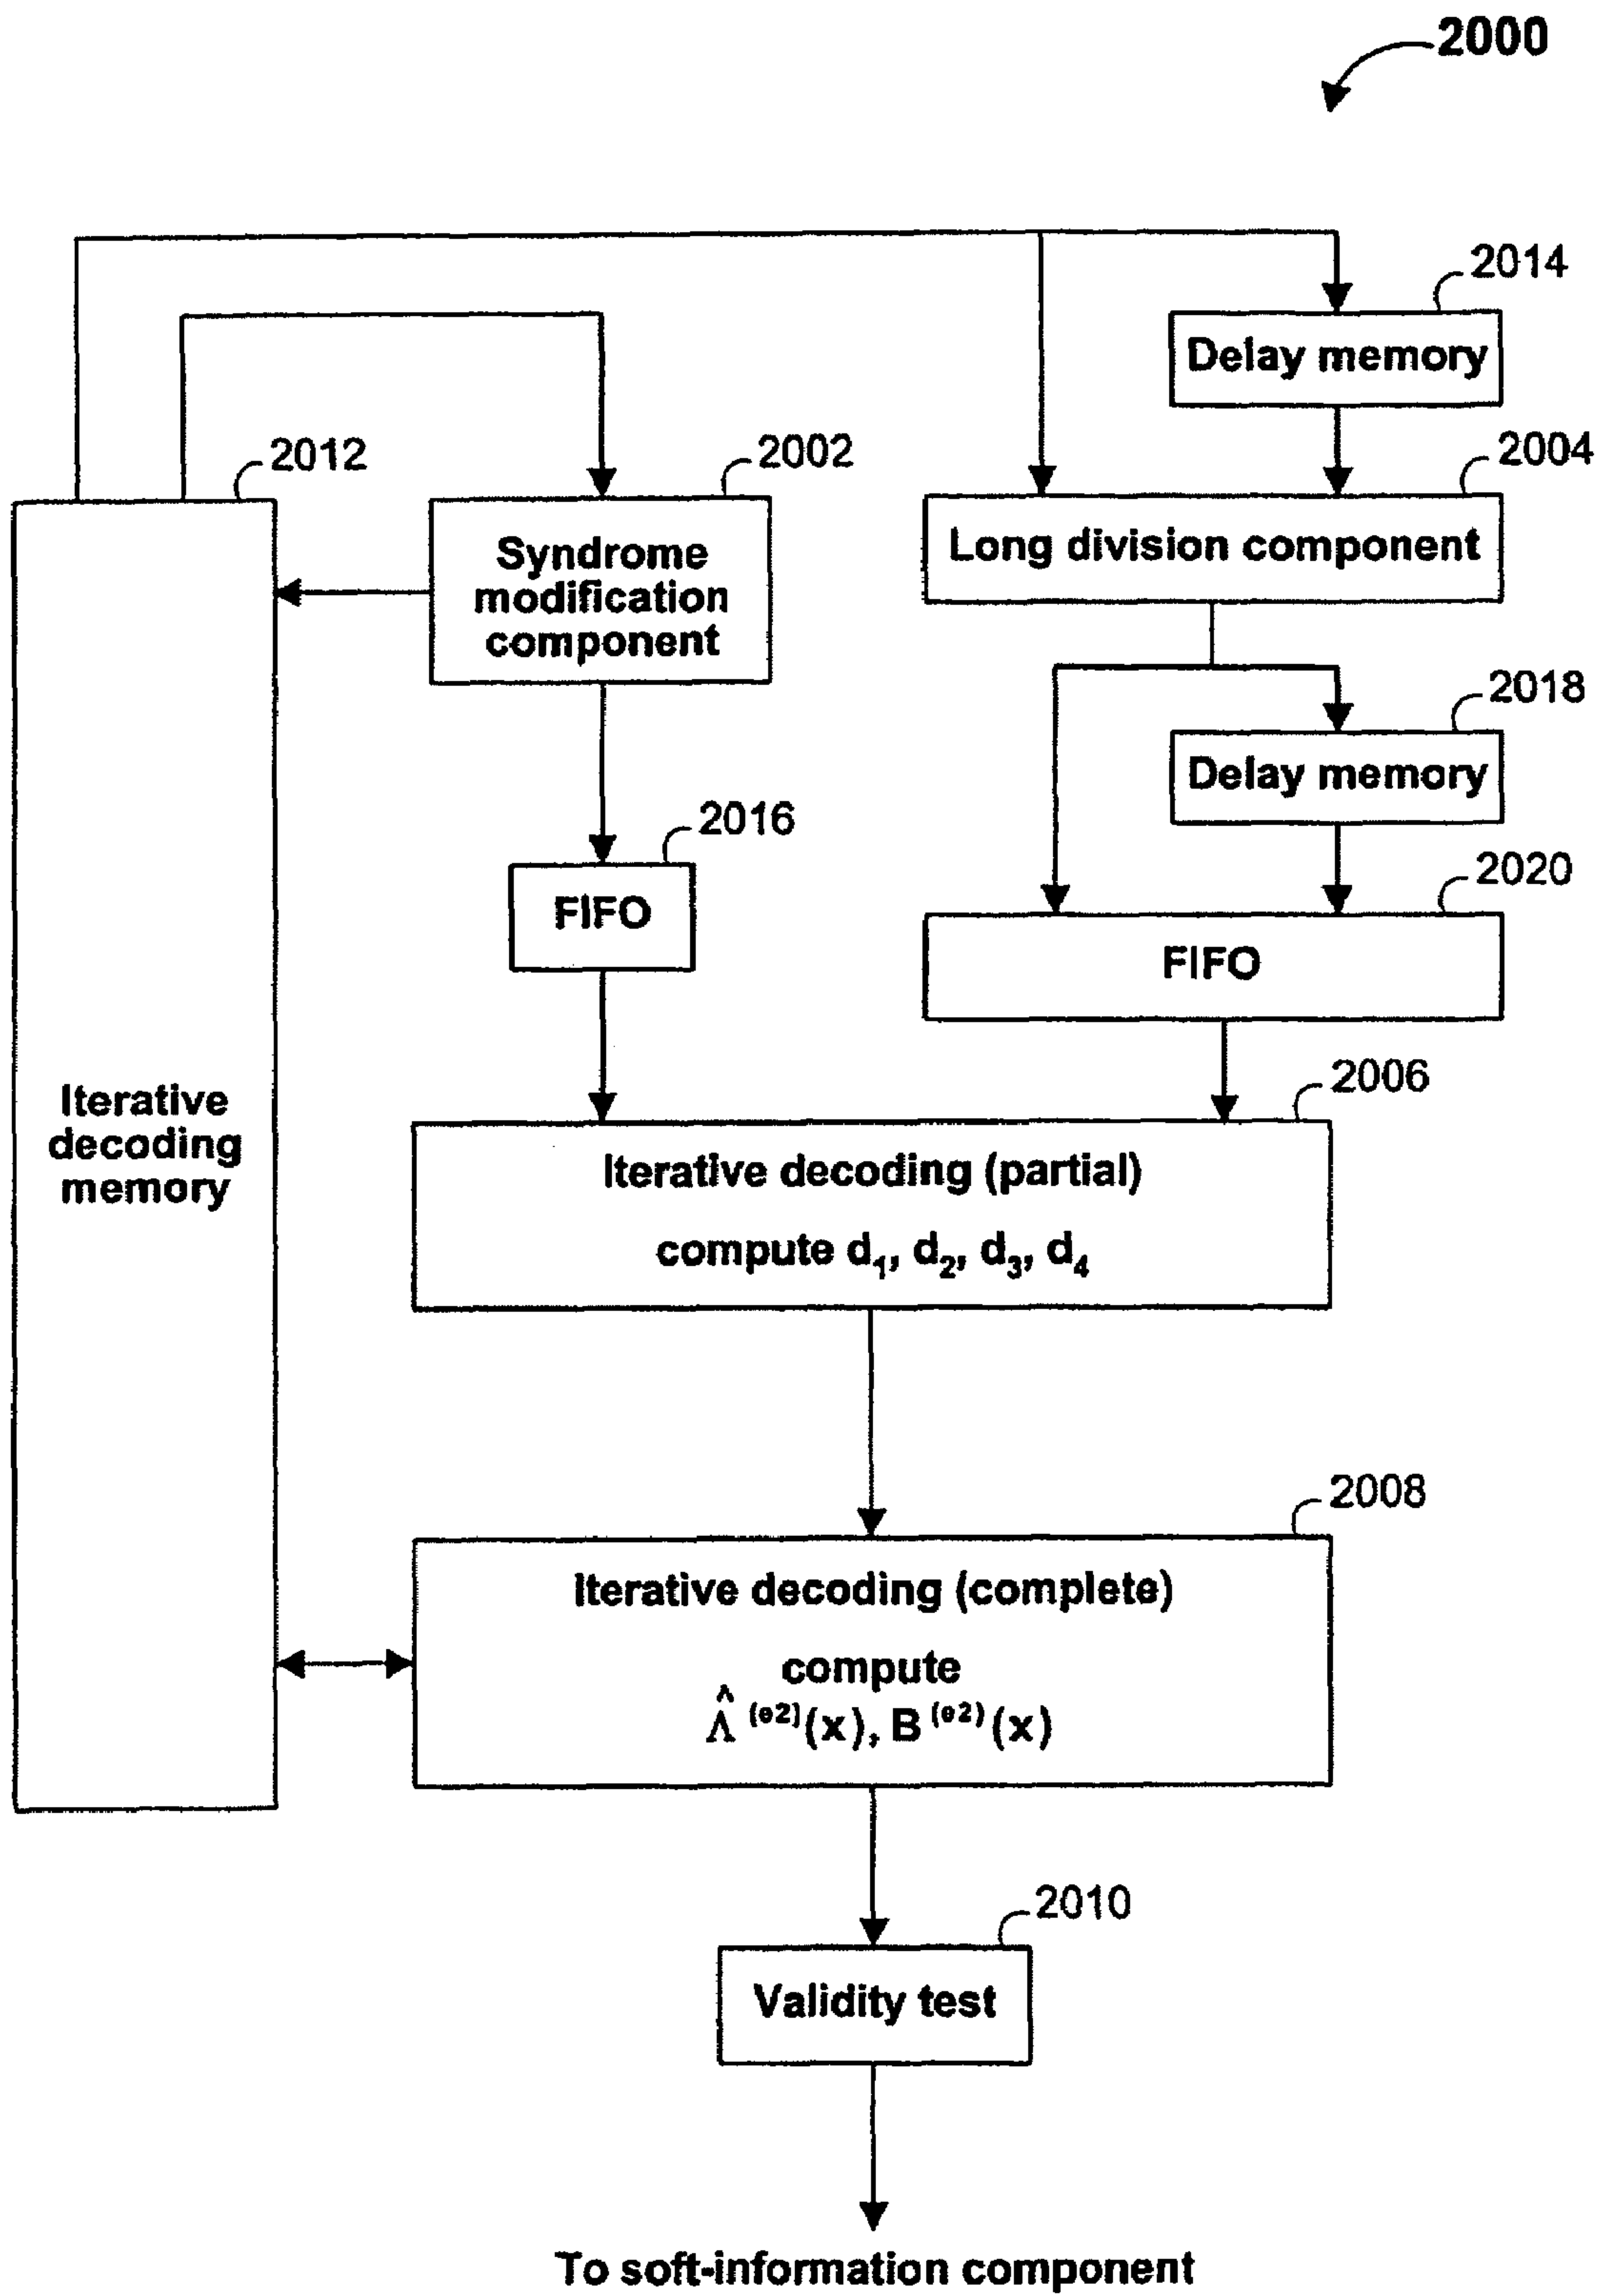 2000
2014
Delay memory
2012
2002
2004
Syndrome
modification
component
Long division component
2018
Delay memory
2016
FIFO
2020
FIFO
Iterative
decoding
memory
2006
Iterative decoding (partial)
compute d₁, d₂, d₃, d₄
2008
Iterative decoding (complete)
compute
Λ̂ ⁽ᵉ²⁾(x), B ⁽ᵉ²⁾(x)
2010
Validity test
To soft-information component